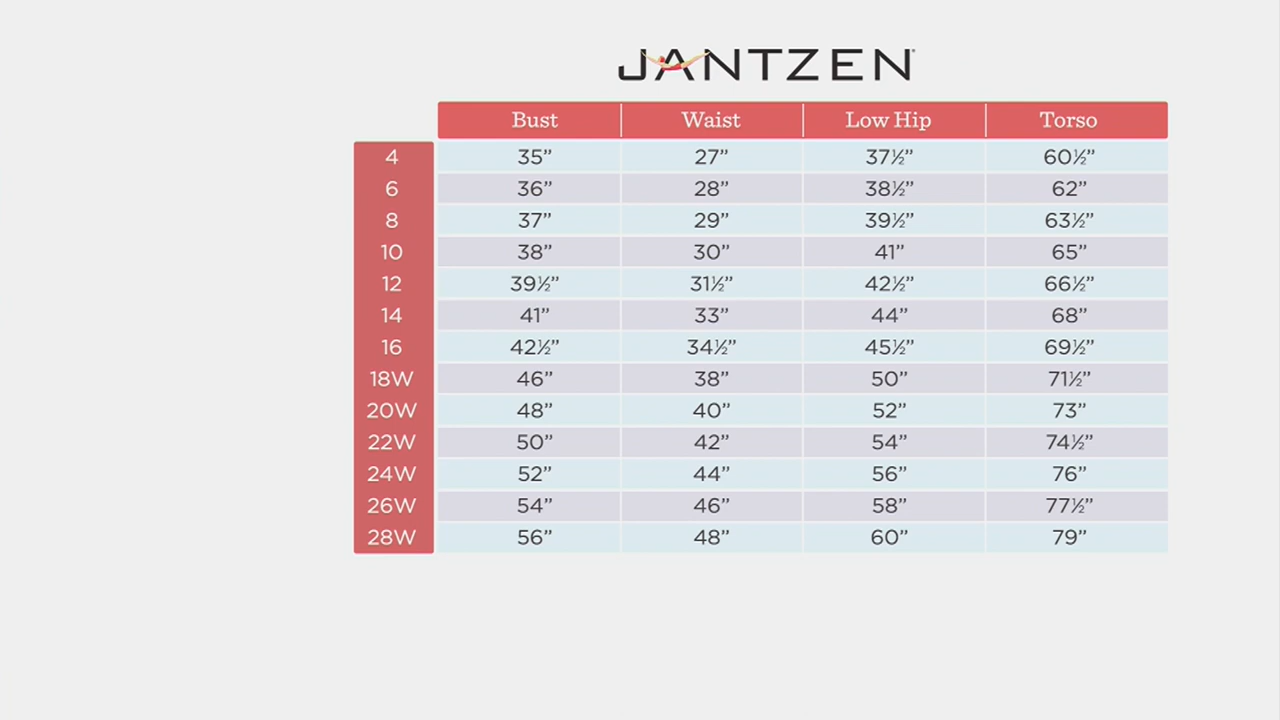 JANTZEN
Bust Waist Low Hip Torso
4 35” 27” 37½” 60½”
6 36” 28” 38½” 62”
8 37” 29” 39½” 63½”
10 38” 30” 41” 65”
12 39½” 31½” 42½” 66½”
14 41” 33” 44” 68”
16 42½” 34½” 45½” 69½”
18W 46” 38” 50” 71½”
20W 48” 40” 52” 73”
22W 50” 42” 54” 74½”
24W 52” 44” 56” 76”
26W 54” 46” 58” 77½”
28W 56” 48” 60” 79”